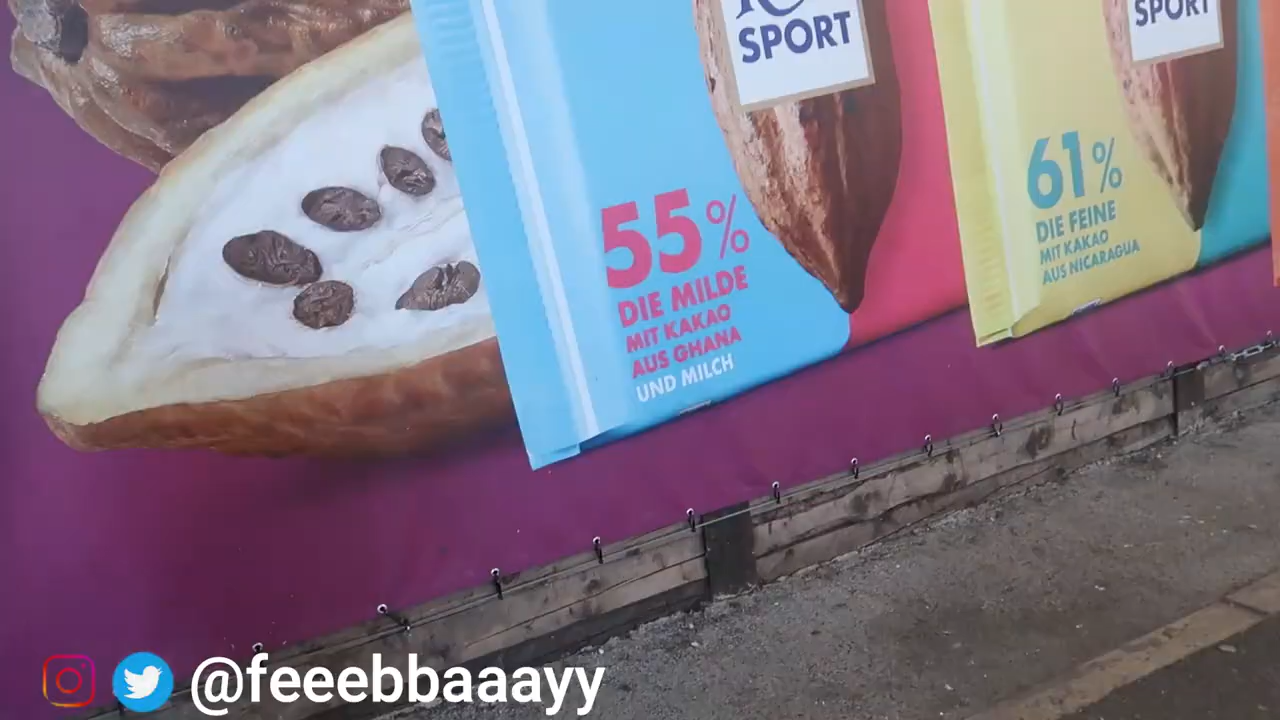 SPORT
55%
DIE MILDE
MIT KAKAO
AUS GHANA
UND MILCH
SPORT
61%
DIE FEINE
MIT KAKAO
AUS NICARAGUA
@feeebbaaayy